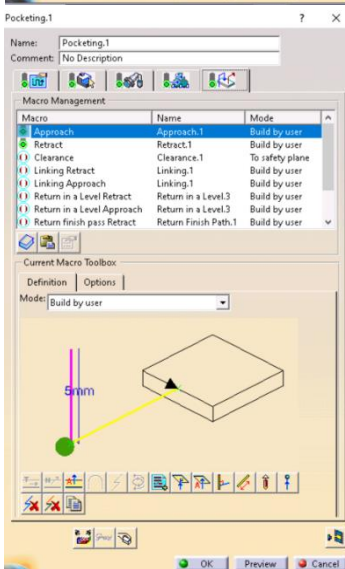 Pocketing.1 ? ×
Name: Pocketing.1
Comment: No Description
Macro Management
Macro Name Mode
Approach Approach.1 Build by user
Retract Retract.1 Build by user
Clearance Clearance.1 To safety plane
Linking Retract Linking.1 Build by user
Linking Approach Linking.1 Build by user
Return in a Level Retract Return in a Level.3 Build by user
Return in a Level Approach Return in a Level.3 Build by user
Return finish pass Retract Return Finish Path.1 Build by user
Current Macro Toolbox
Definition Options
Mode: Build by user
5mm
OK Preview Cancel